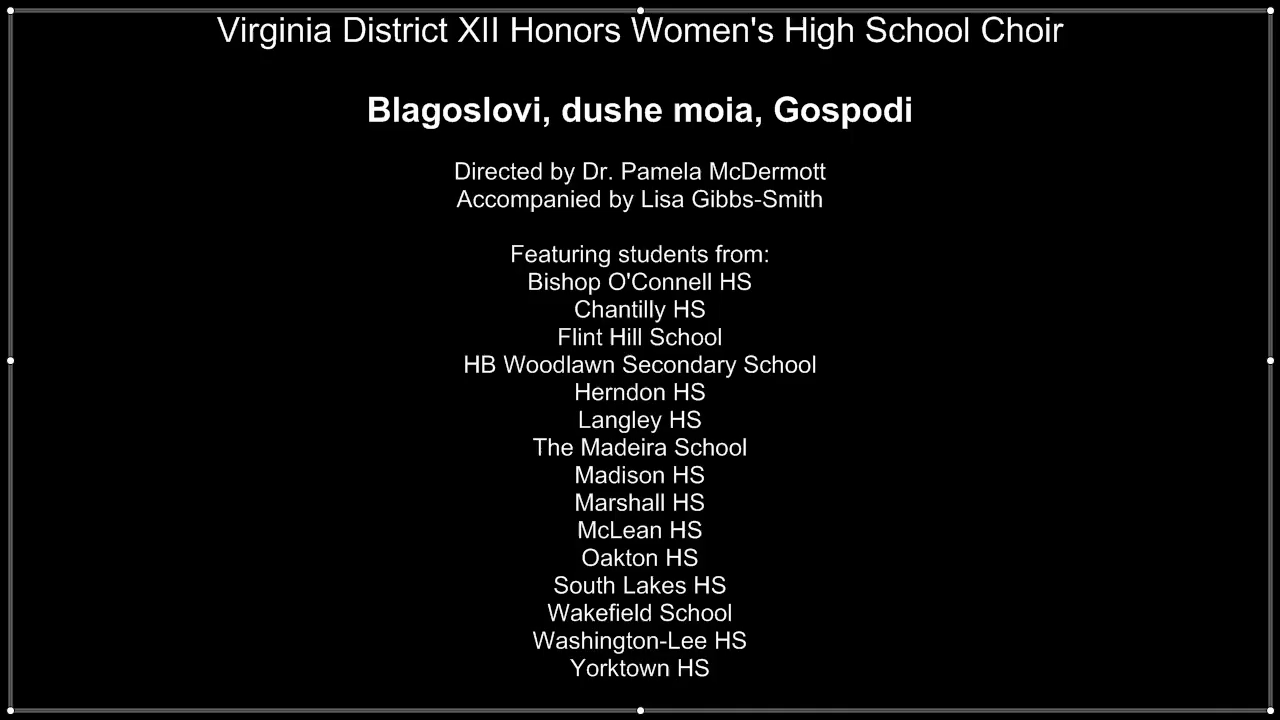 Virginia District XII Honors Women's High School Choir
Blagoslovi, dushe moia, Gospodi
Directed by Dr. Pamela McDermott
Accompanied by Lisa Gibbs-Smith
Featuring students from:
Bishop O'Connell HS
Chantilly HS
Flint Hill School
HB Woodlawn Secondary School
Herndon HS
Langley HS
The Madeira School
Madison HS
Marshall HS
McLean HS
Oakton HS
South Lakes HS
Wakefield School
Washington-Lee HS
Yorktown HS